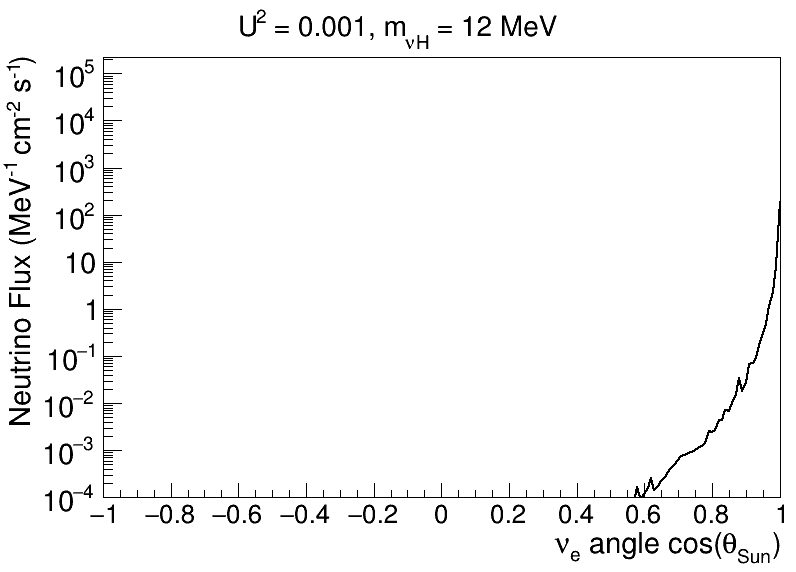 U² = 0.001, m_νH = 12 MeV
Neutrino Flux (MeV⁻¹ cm⁻² s⁻¹)
10⁵
10⁴
10³
10²
10
1
10⁻¹
10⁻²
10⁻³
10⁻⁴
−1 −0.8 −0.6 −0.4 −0.2 0 0.2 0.4 0.6 0.8 1
ν_e angle cos(θ_Sun)